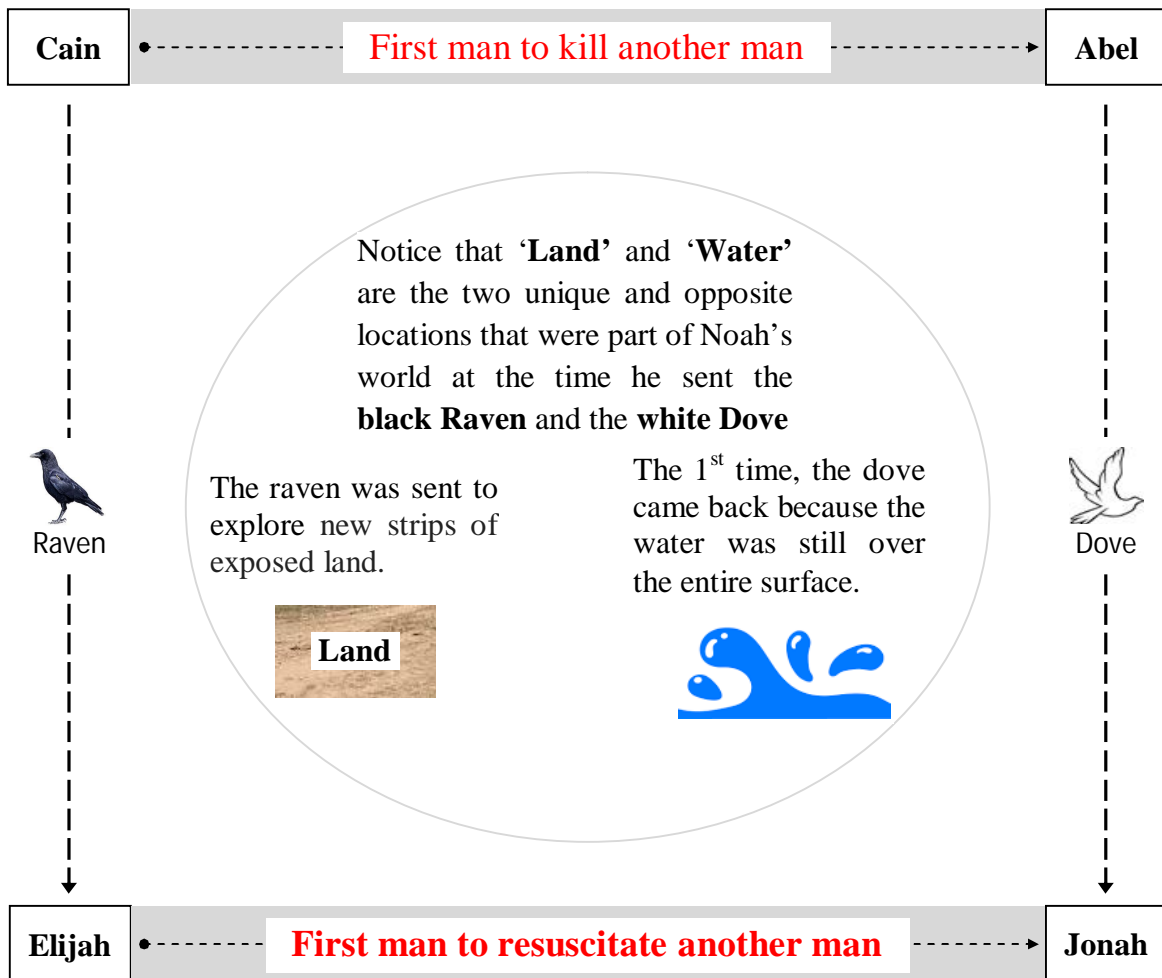 Cain
First man to kill another man
Abel
Notice that ‘Land’ and ‘Water’
are the two unique and opposite
locations that were part of Noah’s
world at the time he sent the
black Raven and the white Dove
The raven was sent to
explore new strips of
exposed land.
Land
The 1st time, the dove
came back because the
water was still over
the entire surface.
Raven
Dove
Elijah
First man to resuscitate another man
Jonah